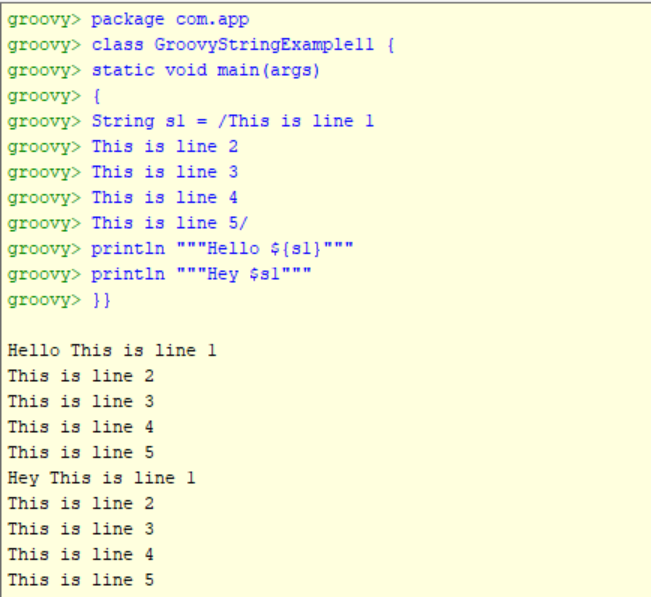 groovy> package com.app
groovy> class GroovyStringExample11 {
groovy> static void main(args)
groovy> {
groovy> String s1 = /This is line 1
groovy> This is line 2
groovy> This is line 3
groovy> This is line 4
groovy> This is line 5/
groovy> println """Hello ${s1}"""
groovy> println """Hey $s1"""
groovy> }}

Hello This is line 1
This is line 2
This is line 3
This is line 4
This is line 5
Hey This is line 1
This is line 2
This is line 3
This is line 4
This is line 5